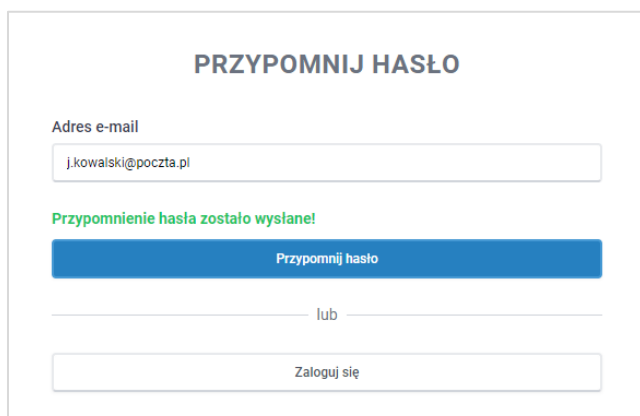 PRZYPOMNIJ HASŁO
Adres e-mail
j.kowalski@poczta.pl
Przypomnienie hasła zostało wysłane!
Przypomnij hasło
lub
Zaloguj się